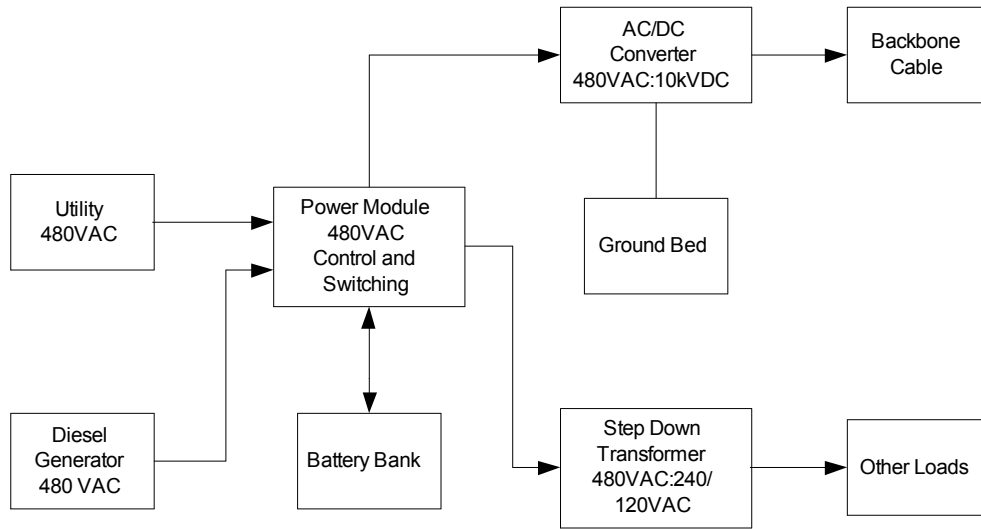 AC/DC
Converter
480VAC:10kVDC
Backbone
Cable
Utility
480VAC
Power Module
480VAC
Control and
Switching
Ground Bed
Diesel
Generator
480 VAC
Battery Bank
Step Down
Transformer
480VAC:240/
120VAC
Other Loads